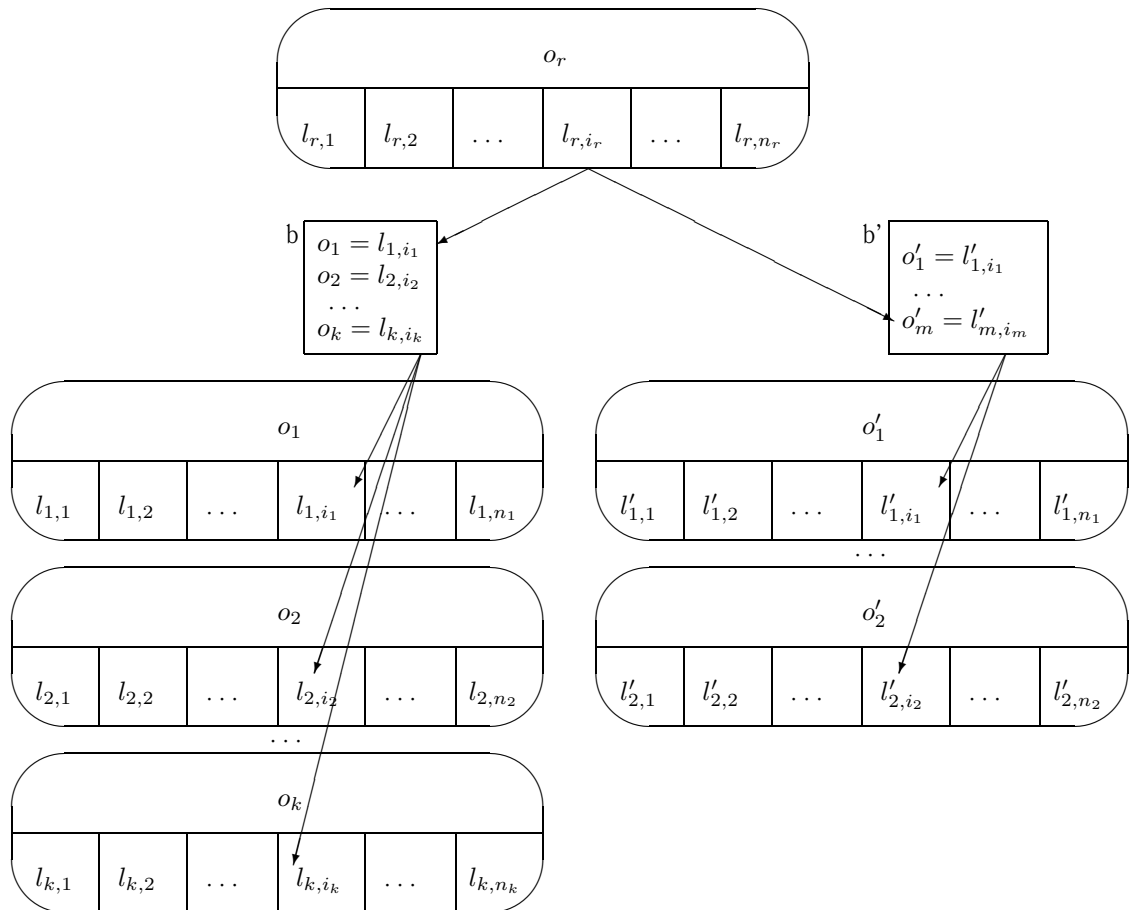 o_r
l_{r,1} l_{r,2} ... l_{r,i_r} ... l_{r,n_r}
b
o_1 = l_{1,i_1}
o_2 = l_{2,i_2}
...
o_k = l_{k,i_k}
b'
o'_1 = l'_{1,i_1}
...
o'_m = l'_{m,i_m}
o_1
l_{1,1} l_{1,2} ... l_{1,i_1} ... l_{1,n_1}
o'_1
l'_{1,1} l'_{1,2} ... l'_{1,i_1} ... l'_{1,n_1}
...
o_2
l_{2,1} l_{2,2} ... l_{2,i_2} ... l_{2,n_2}
o'_2
l'_{2,1} l'_{2,2} ... l'_{2,i_2} ... l'_{2,n_2}
...
o_k
l_{k,1} l_{k,2} ... l_{k,i_k} ... l_{k,n_k}